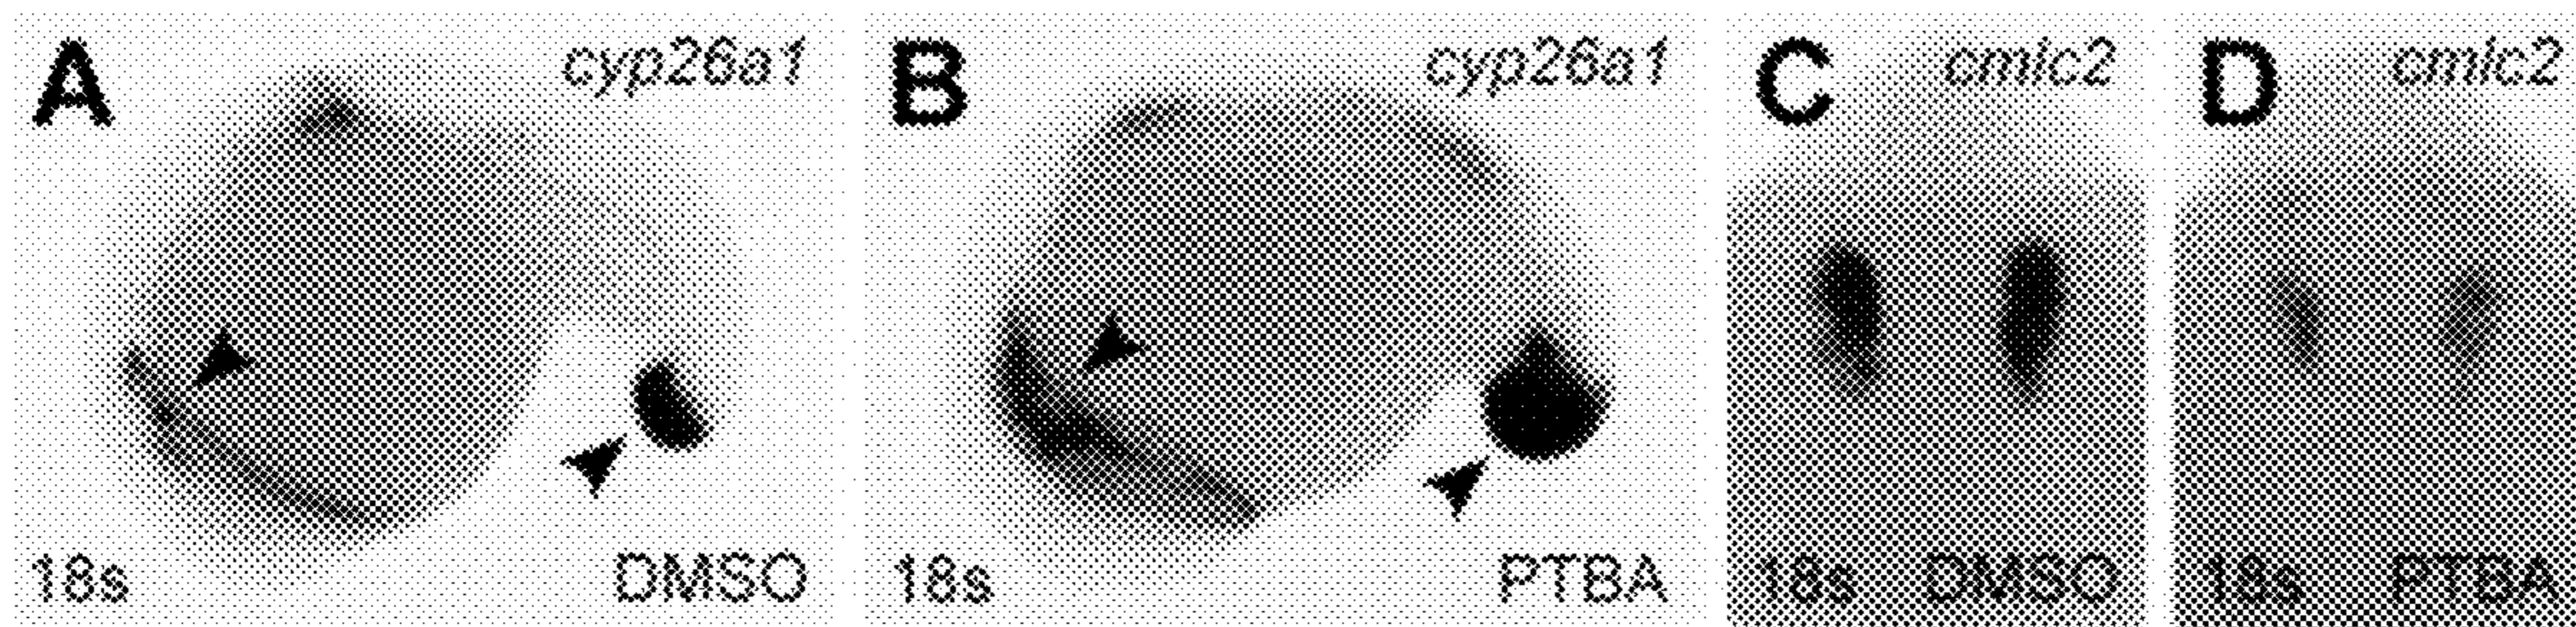 A cyp26a1
18s DMSO
B cyp26a1
18s PTBA
C cmlc2
18s DMSO
D cmlc2
18s PTBA